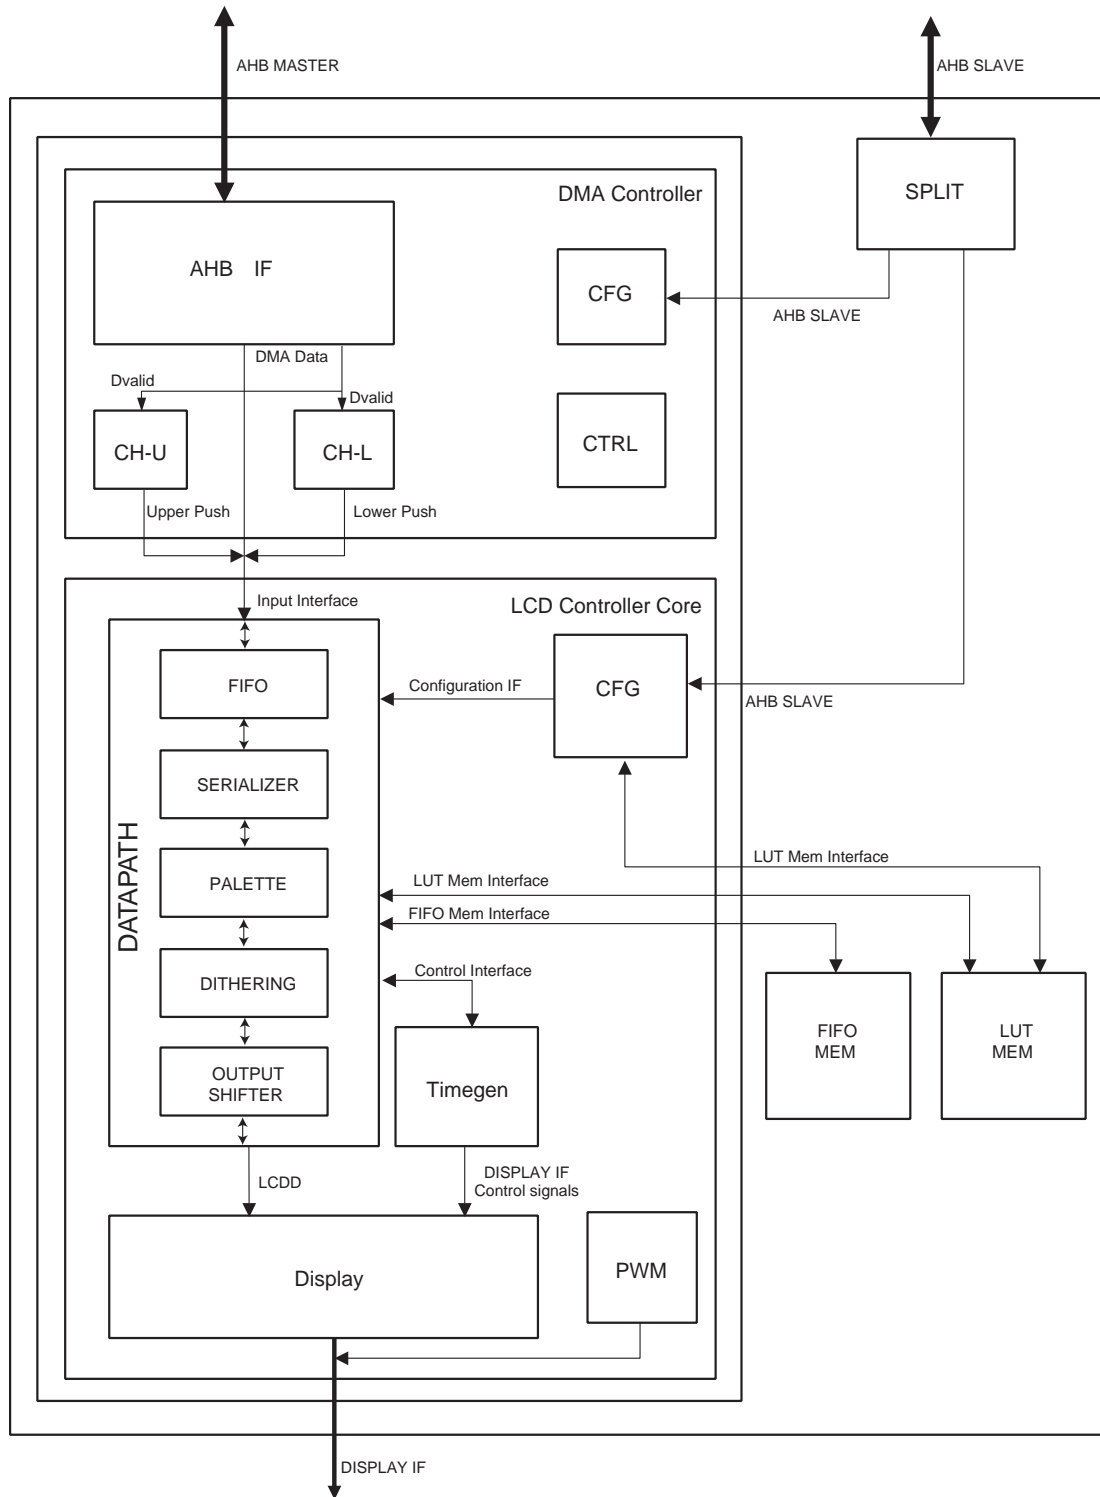 AHB MASTER
AHB SLAVE
DMA Controller
SPLIT
AHB IF
CFG
AHB SLAVE
DMA Data
Dvalid
Dvalid
CH-U
CH-L
CTRL
Upper Push
Lower Push
Input Interface
LCD Controller Core
FIFO
Configuration IF
CFG
AHB SLAVE
SERIALIZER
DATAPATH
PALETTE
LUT Mem Interface
LUT Mem Interface
FIFO Mem Interface
DITHERING
Control Interface
FIFO
MEM
LUT
MEM
OUTPUT
SHIFTER
Timegen
LCDD
DISPLAY IF
Control signals
Display
PWM
DISPLAY IF